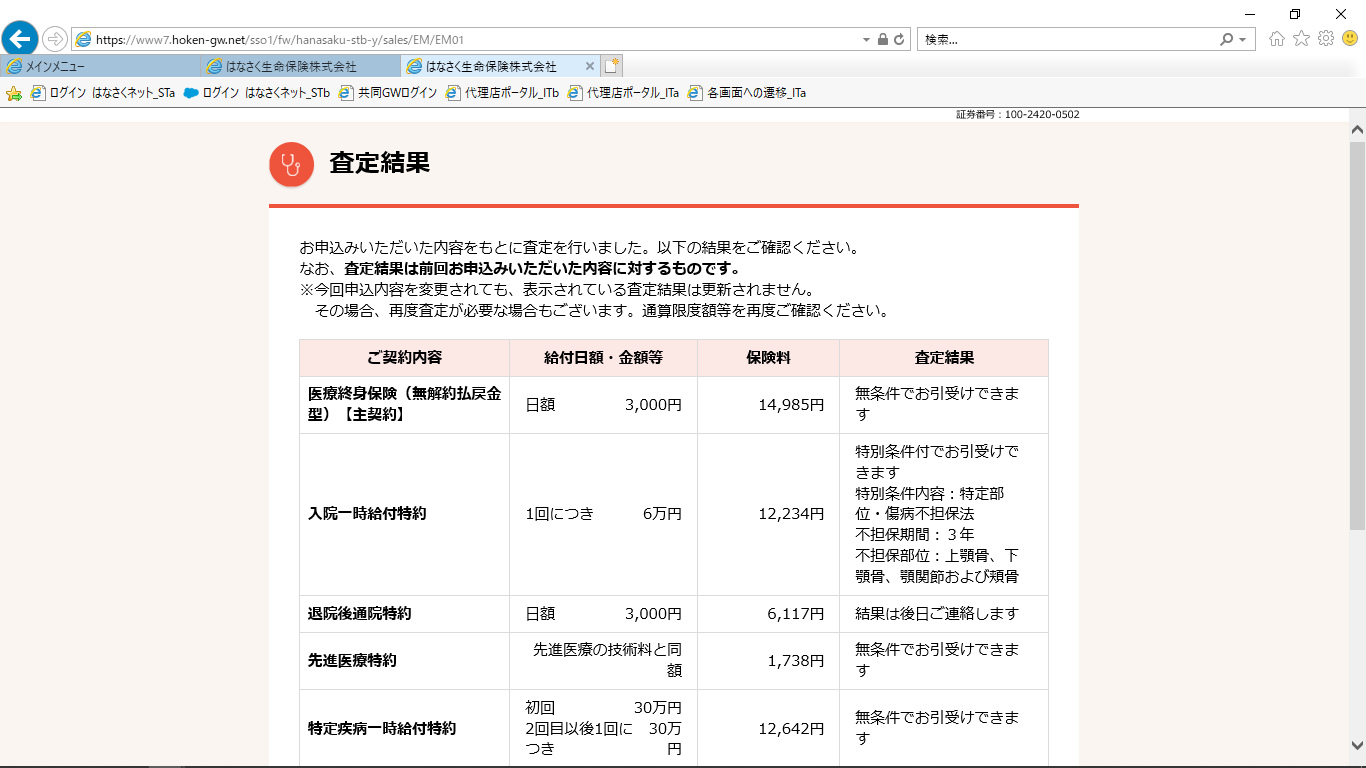 https://www7.hoken-gw.net/sso1/fw/hanasaku-stb-y/sales/EM/EM01
検索...
メインメニュー
はなさく生命保険株式会社
はなさく生命保険株式会社
ログイン はなさくネット_STa
ログイン はなさくネット_STb
共同GWログイン
代理店ポータル_ITb
代理店ポータル_ITa
各画面への遷移_ITa
証券番号：100-2420-0502
査定結果
お申込みいただいた内容をもとに査定を行いました。以下の結果をご確認ください。
なお、査定結果は前回お申込みいただいた内容に対するものです。
※今回申込内容を変更されても、表示されている査定結果は更新されません。
その場合、再度査定が必要な場合もございます。通算限度額等を再度ご確認ください。
ご契約内容 給付日額・金額等 保険料 査定結果
医療終身保険（無解約払戻金
型）【主契約】
日額 3,000円
14,985円
無条件でお引受けできま
す
入院一時給付特約
1回につき 6万円
12,234円
特別条件付でお引受けで
きます
特別条件内容：特定部
位・傷病不担保法
不担保期間：３年
不担保部位：上顎骨、下
顎骨、顎関節および頬骨
退院後通院特約
日額 3,000円
6,117円
結果は後日ご連絡します
先進医療特約
先進医療の技術料と同
額
1,738円
無条件でお引受けできま
す
特定疾病一時給付特約
初回 30万円
2回目以後1回に 30万
つき 円
12,642円
無条件でお引受けできま
す